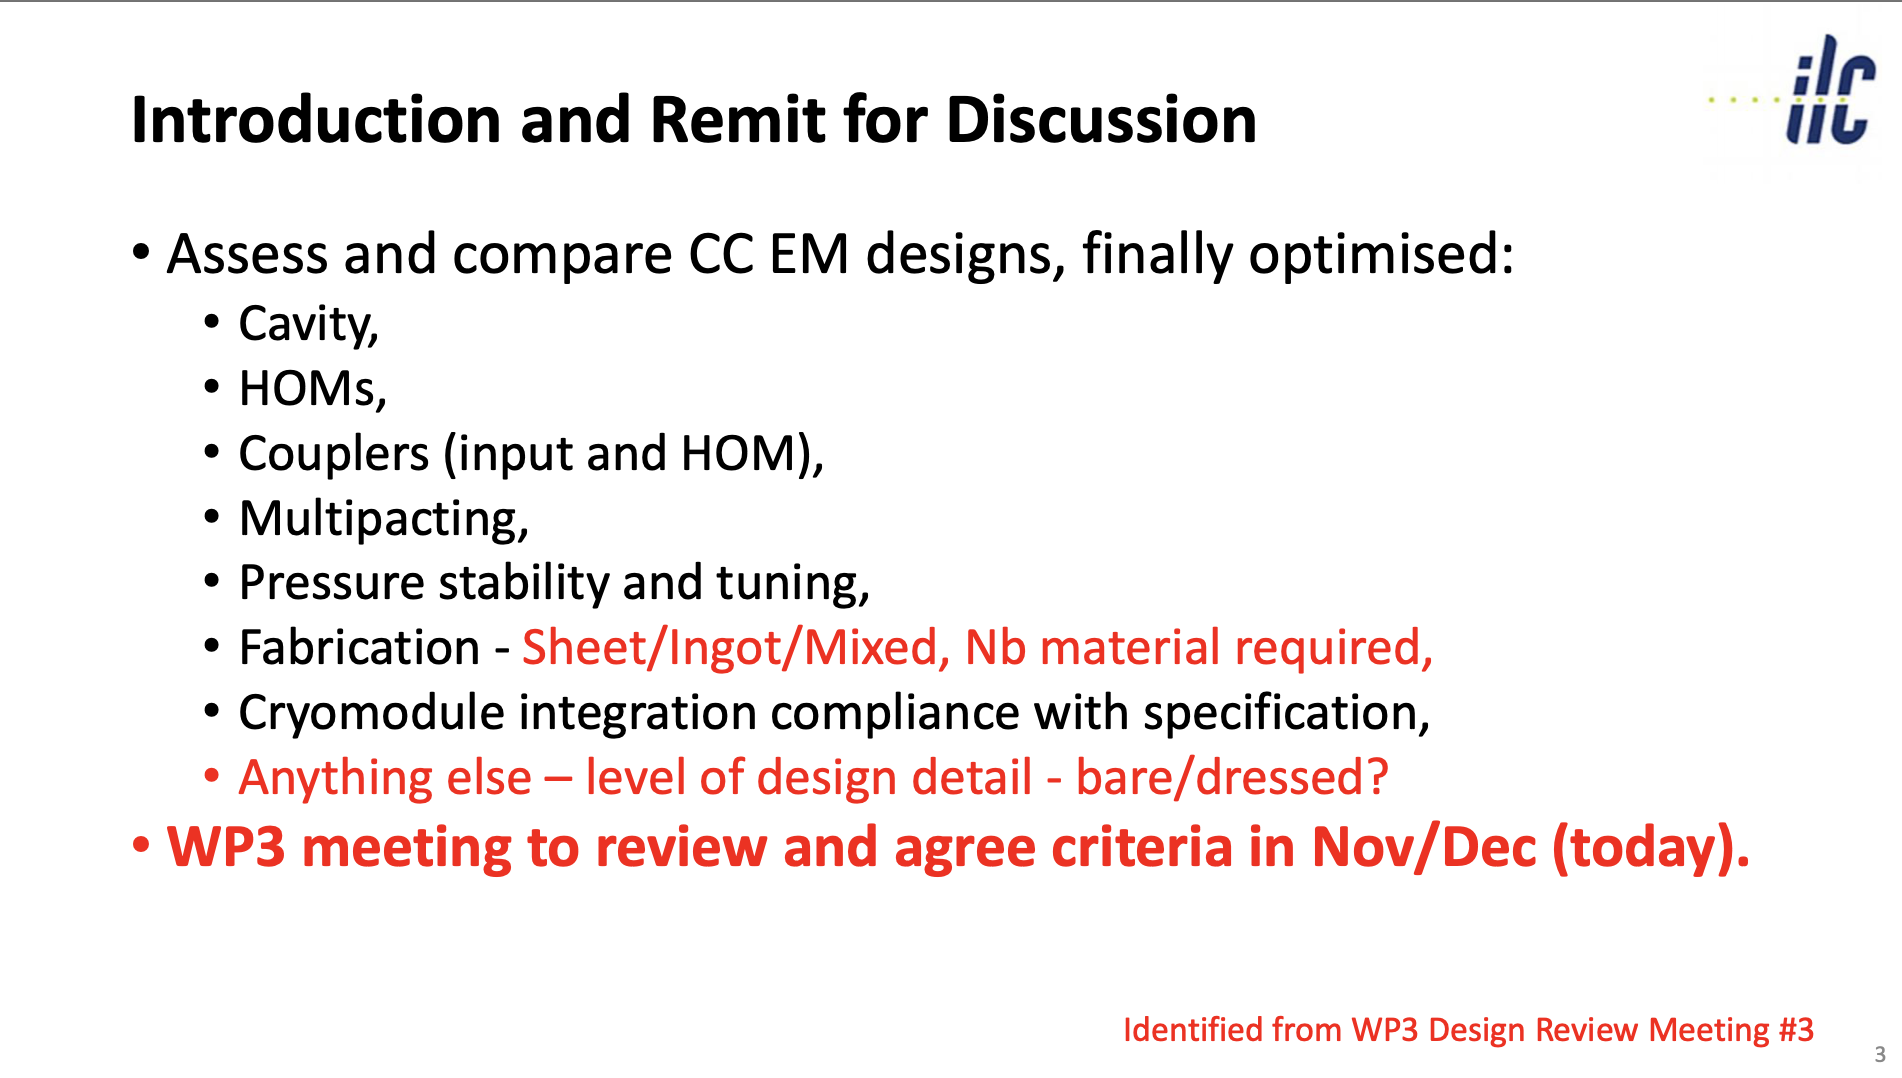 ilc
Introduction and Remit for Discussion
• Assess and compare CC EM designs, finally optimised:
• Cavity,
• HOMs,
• Couplers (input and HOM),
• Multipacting,
• Pressure stability and tuning,
• Fabrication - Sheet/Ingot/Mixed, Nb material required,
• Cryomodule integration compliance with specification,
• Anything else – level of design detail - bare/dressed?
• WP3 meeting to review and agree criteria in Nov/Dec (today).
Identified from WP3 Design Review Meeting #3
3